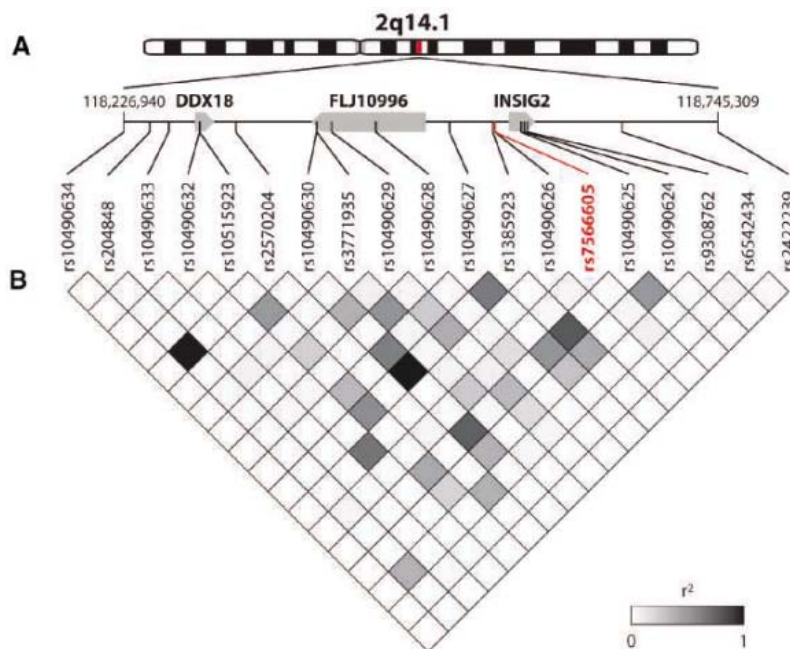 2q14.1
A
118,226,940 DDX18 FLJ10996 INSIG2 118,745,309
rs10490634
rs204848
rs10490633
rs10490632
rs10515923
rs2570204
rs10490630
rs3771935
rs10490629
rs10490628
rs10490627
rs1385923
rs10490626
rs7566605
rs10490625
rs10490624
rs9308762
rs6542434
rs2422239
B
r²
0 1